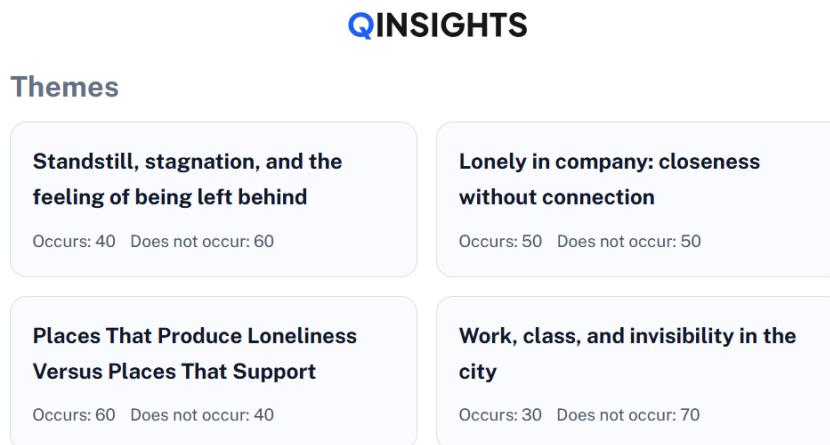 QINSIGHTS
Themes
Standstill, stagnation, and the
feeling of being left behind
Occurs: 40 Does not occur: 60
Lonely in company: closeness
without connection
Occurs: 50 Does not occur: 50
Places That Produce Loneliness
Versus Places That Support
Occurs: 60 Does not occur: 40
Work, class, and invisibility in the
city
Occurs: 30 Does not occur: 70